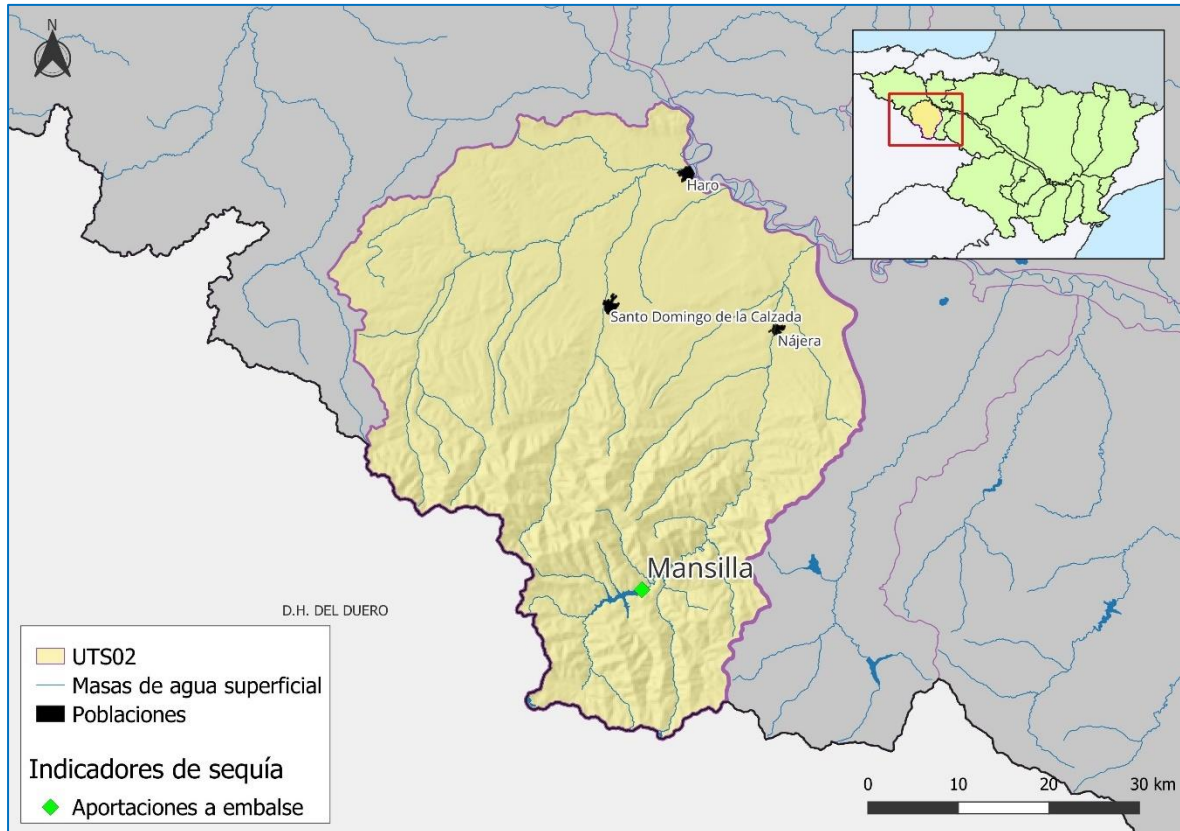 N
Haro
Santo Domingo de la Calzada
Nájera
Mansilla
D.H. DEL DUERO
UTS02
Masas de agua superficial
Poblaciones
Indicadores de sequía
Aportaciones a embalse
0 10 20 30 km